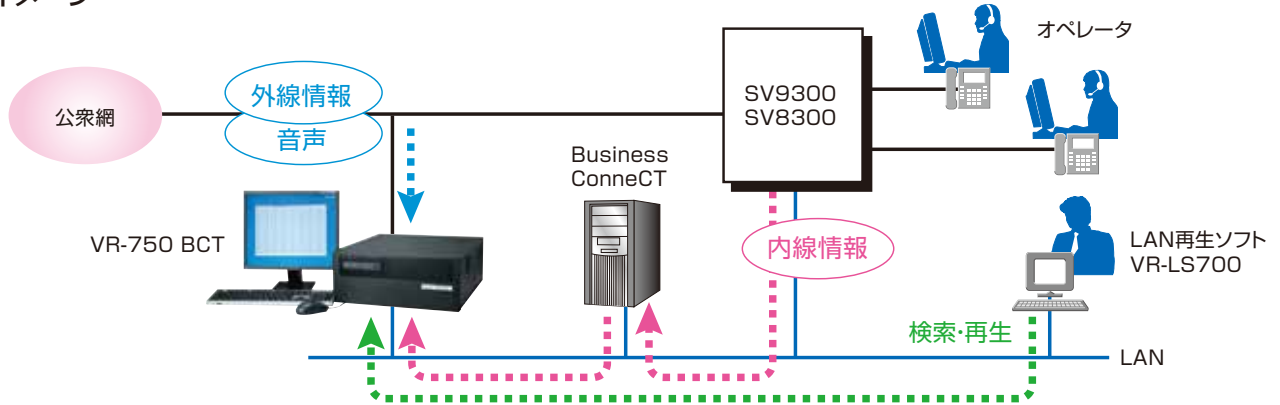 オペレータ
外線情報
音声
公衆網
SV9300
SV8300
Business
ConneCT
VR-750 BCT
内線情報
LAN再生ソフト
VR-LS700
検索・再生
LAN